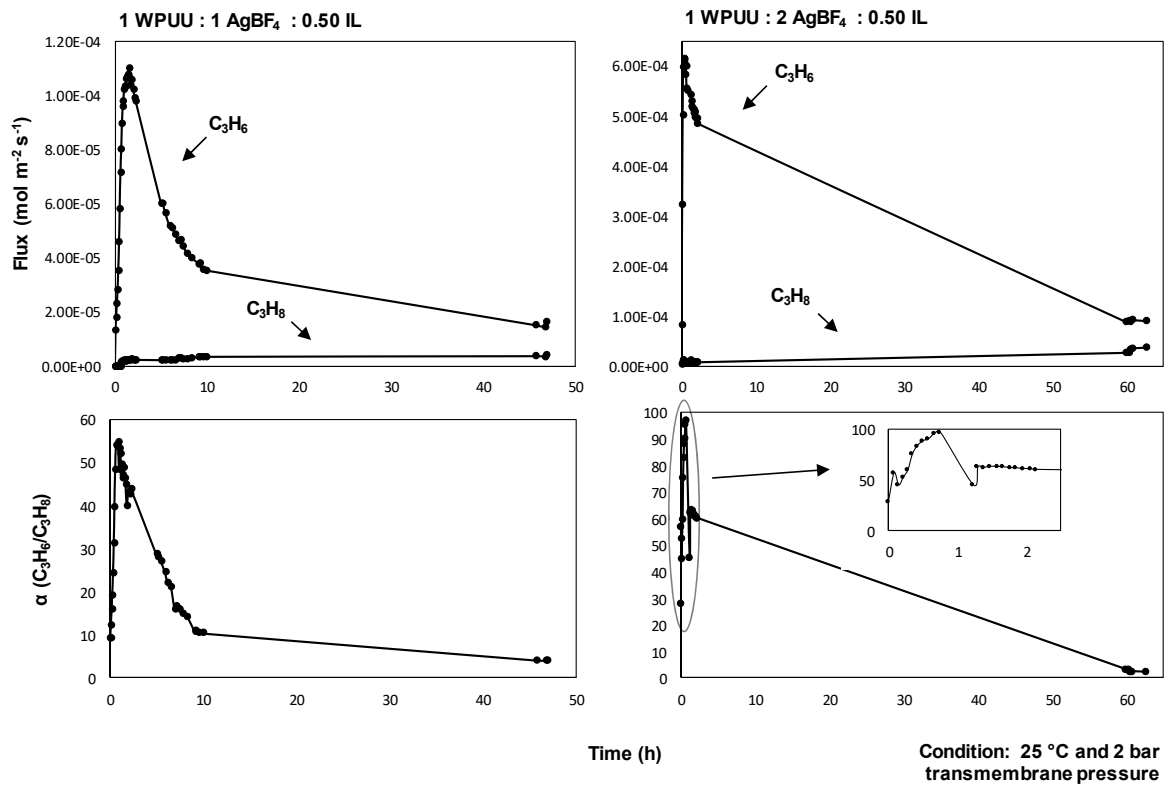 1 WPUU : 1 AgBF₄ : 0.50 IL
1.20E-04
1.00E-04
8.00E-05
6.00E-05
4.00E-05
2.00E-05
0.00E+00
Flux (mol m⁻² s⁻¹)
C₃H₆
C₃H₈
0 10 20 30 40 50
1 WPUU : 2 AgBF₄ : 0.50 IL
6.00E-04
5.00E-04
4.00E-04
3.00E-04
2.00E-04
1.00E-04
0.00E+00
C₃H₆
C₃H₈
0 10 20 30 40 50 60
60
50
40
30
20
10
0
α (C₃H₆/C₃H₈)
0 10 20 30 40 50
100
90
80
70
60
50
40
30
20
10
0
100
50
0
0 1 2
0 10 20 30 40 50 60
Time (h)
Condition: 25 °C and 2 bar
transmembrane pressure